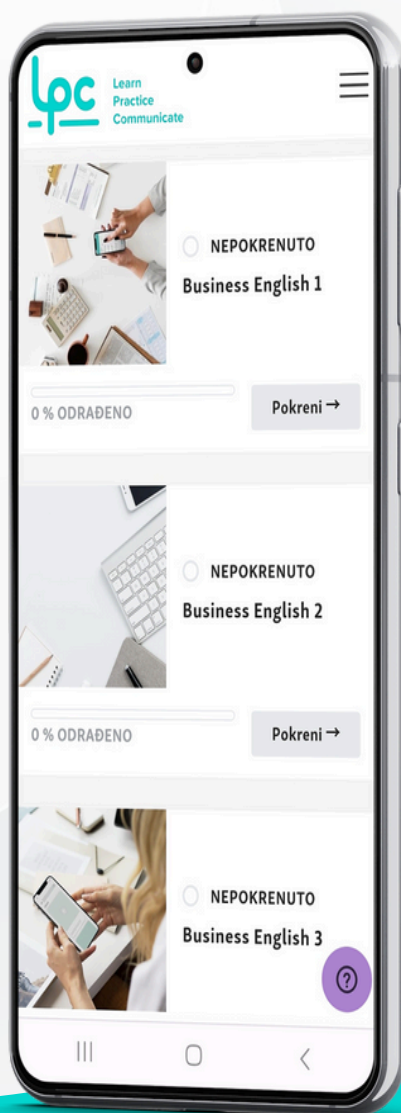 lpc
Learn
Practice
Communicate
NEPOKRENUTO
Business English 1
0 % ODRAĐENO
Pokreni →
NEPOKRENUTO
Business English 2
0 % ODRAĐENO
Pokreni →
NEPOKRENUTO
Business English 3
?